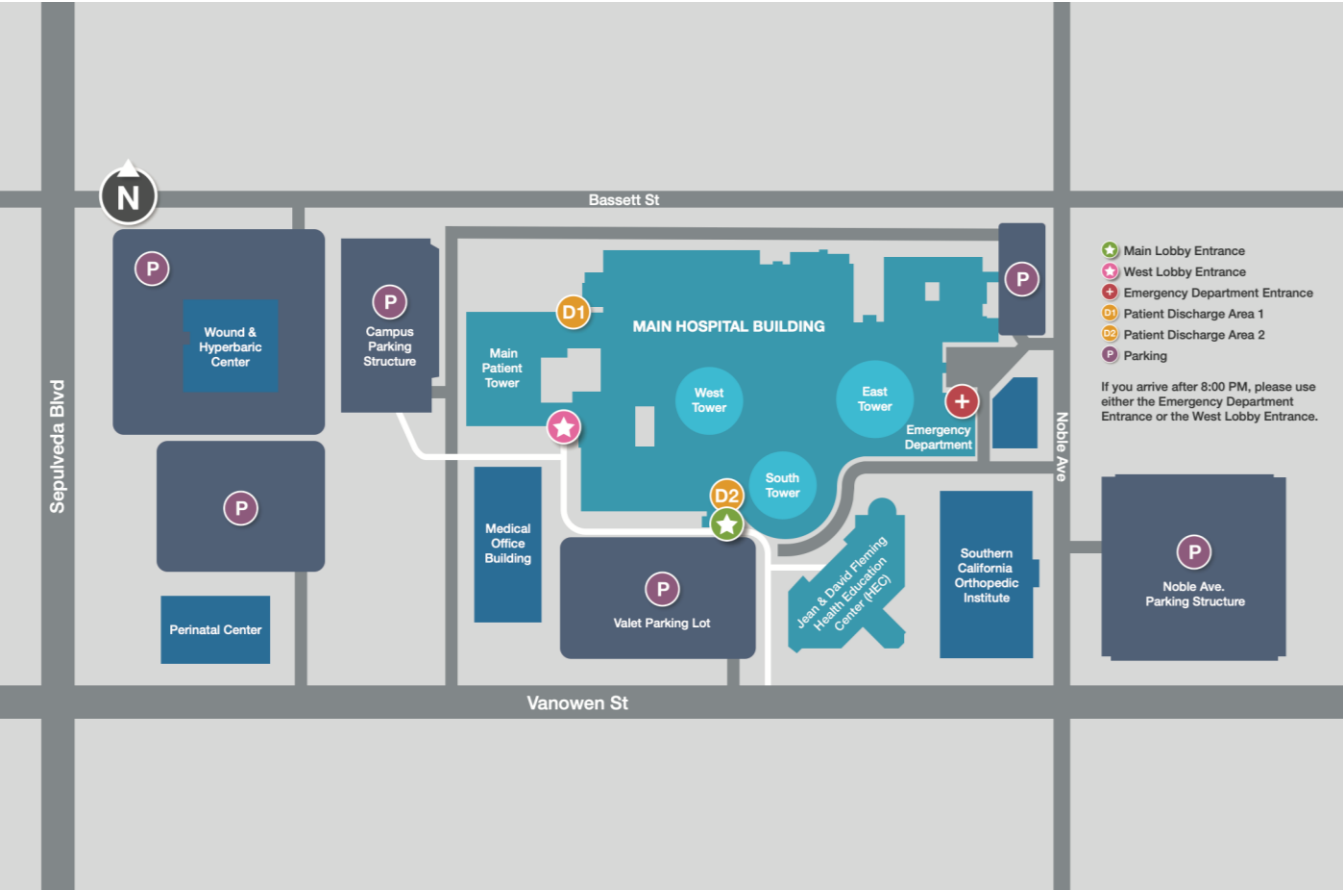 N
Bassett St
P
Wound &
Hyperbaric
Center
P
Campus
Parking
Structure
D1
Main
Patient
Tower
MAIN HOSPITAL BUILDING
West
Tower
East
Tower
South
Tower
Emergency
Department
P
D2
Main Lobby Entrance
West Lobby Entrance
Emergency Department Entrance
D1 Patient Discharge Area 1
D2 Patient Discharge Area 2
P Parking
If you arrive after 8:00 PM, please use
either the Emergency Department
Entrance or the West Lobby Entrance.
Sepulveda Blvd
Noble Ave
P
Perinatal Center
Medical
Office
Building
P
Valet Parking Lot
Jean & David Fleming
Health Education
Center (HEC)
Southern
California
Orthopedic
Institute
P
Noble Ave.
Parking Structure
Vanowen St